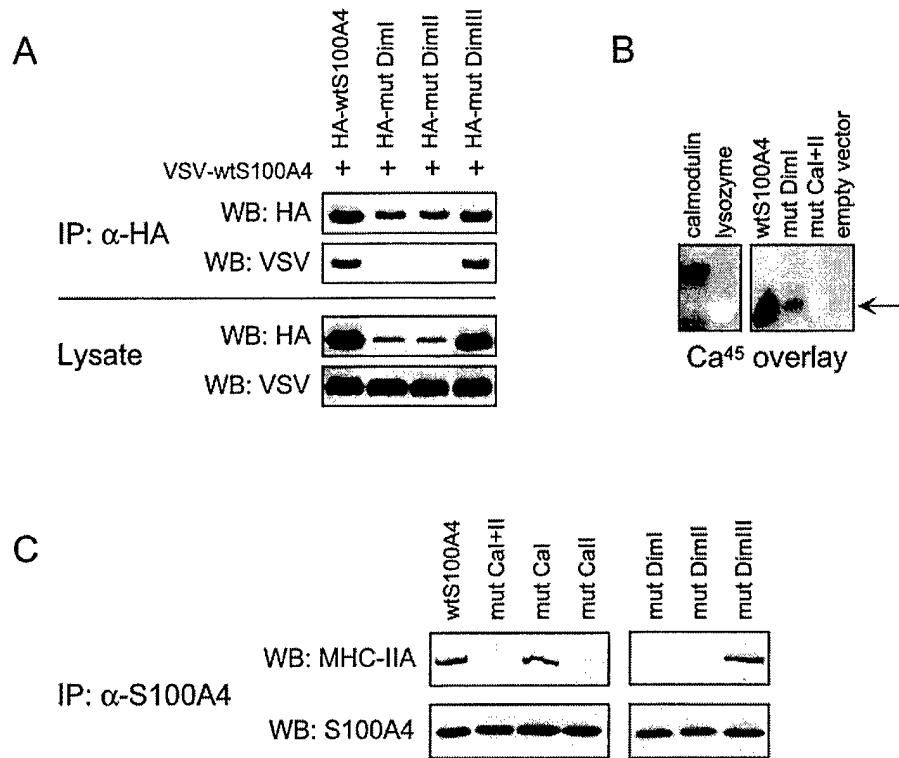 A
HA-wtS100A4
HA-mut DimI
HA-mut DimII
HA-mut DimIII
VSV-wtS100A4 + + + +
IP: α-HA
WB: HA
WB: VSV
Lysate
WB: HA
WB: VSV
B
calmodulin
lysozyme
wtS100A4
mut DimI
mut CaI+II
empty vector
Ca45 overlay
C
wtS100A4
mut CaI+II
mut CaI
mut CaII
mut DimI
mut DimII
mut DimIII
IP: α-S100A4
WB: MHC-IIA
WB: S100A4